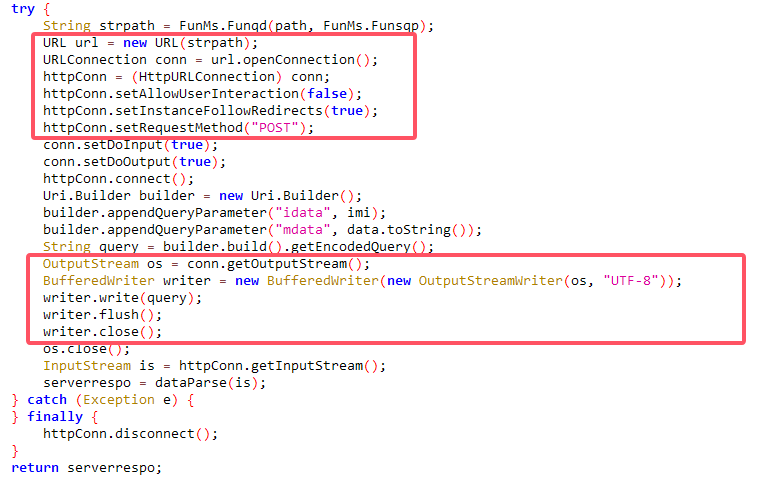 try {
    String strpath = FunMs.Funqd(path, FunMs.Funsqp);
    URL url = new URL(strpath);
    URLConnection conn = url.openConnection();
    httpConn = (HttpURLConnection) conn;
    httpConn.setAllowUserInteraction(false);
    httpConn.setInstanceFollowRedirects(true);
    httpConn.setRequestMethod("POST");
    conn.setDoInput(true);
    conn.setDoOutput(true);
    httpConn.connect();
    Uri.Builder builder = new Uri.Builder();
    builder.appendQueryParameter("idata", imi);
    builder.appendQueryParameter("mdata", data.toString());
    String query = builder.build().getEncodedQuery();
    OutputStream os = conn.getOutputStream();
    BufferedWriter writer = new BufferedWriter(new OutputStreamWriter(os, "UTF-8"));
    writer.write(query);
    writer.flush();
    writer.close();
    os.close();
    InputStream is = httpConn.getInputStream();
    serverrespo = dataParse(is);
} catch (Exception e) {
} finally {
    httpConn.disconnect();
}
return serverrespo;